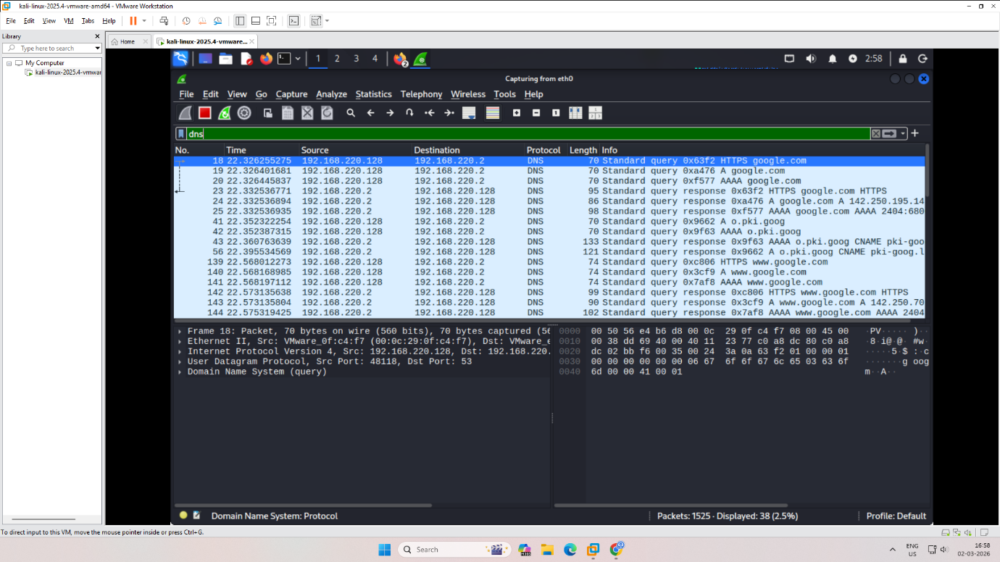 kali-linux-2025.4-vmware-amd64 - VMware Workstation
File Edit View VM Tabs Help
Library
Type here to search
My Computer
kali-linux-2025.4-vmwar
Home
kali-linux-2025.4-vmware...
1 2 3 4
2
2:58
Capturing from eth0
File Edit View Go Capture Analyze Statistics Telephony Wireless Tools Help
dns
No. Time Source Destination Protocol Length Info
18 22.326255275 192.168.220.128 192.168.220.2 DNS 70 Standard query 0x63f2 HTTPS google.com
19 22.326401681 192.168.220.128 192.168.220.2 DNS 70 Standard query 0xa476 A google.com
20 22.326445837 192.168.220.128 192.168.220.2 DNS 70 Standard query 0xf577 AAAA google.com
23 22.332536771 192.168.220.2 192.168.220.128 DNS 95 Standard query response 0x63f2 HTTPS google.com HTTPS
24 22.332536894 192.168.220.2 192.168.220.128 DNS 86 Standard query response 0xa476 A google.com A 142.250.195.14
25 22.332536935 192.168.220.2 192.168.220.128 DNS 98 Standard query response 0xf577 AAAA google.com AAAA 2404:680
41 22.352322254 192.168.220.128 192.168.220.2 DNS 70 Standard query 0x9662 A o.pki.goog
42 22.352387315 192.168.220.128 192.168.220.2 DNS 70 Standard query 0x9f63 AAAA o.pki.goog
43 22.360763639 192.168.220.2 192.168.220.128 DNS 133 Standard query response 0x9f63 AAAA o.pki.goog CNAME pki-goo
56 22.395534569 192.168.220.2 192.168.220.128 DNS 121 Standard query response 0x9662 A o.pki.goog CNAME pki-goog.l
139 22.568012273 192.168.220.128 192.168.220.2 DNS 74 Standard query 0xc806 HTTPS www.google.com
140 22.568168985 192.168.220.128 192.168.220.2 DNS 74 Standard query 0x3cf9 A www.google.com
141 22.568197112 192.168.220.128 192.168.220.2 DNS 74 Standard query 0x7af8 AAAA www.google.com
142 22.573135638 192.168.220.2 192.168.220.128 DNS 99 Standard query response 0xc806 HTTPS www.google.com HTTPS
143 22.573135804 192.168.220.2 192.168.220.128 DNS 90 Standard query response 0x3cf9 A www.google.com A 142.250.70
144 22.575319425 192.168.220.2 192.168.220.128 DNS 102 Standard query response 0x7af8 AAAA www.google.com AAAA 2404
Frame 18: Packet, 70 bytes on wire (560 bits), 70 bytes captured (56
Ethernet II, Src: VMware_0f:c4:f7 (00:0c:29:0f:c4:f7), Dst: VMware_e
Internet Protocol Version 4, Src: 192.168.220.128, Dst: 192.168.220.
User Datagram Protocol, Src Port: 48118, Dst Port: 53
Domain Name System (query)
0000 00 50 56 e4 b6 d8 00 0c 29 0f c4 f7 08 00 45 00 ·PV····· )·····E·
0010 00 38 dd 69 40 00 40 11 23 77 c0 a8 dc 80 c0 a8 ·8·i@·@· #w······
0020 dc 02 bb f6 00 35 00 24 3a 0a 63 f2 01 00 00 01 ·····5·$ :·c·····
0030 00 00 00 00 00 00 06 67 6f 6f 67 6c 65 03 63 6f ·······g oog
0040 6d 00 00 41 00 01 m··A··
Domain Name System: Protocol
Packets: 1525 · Displayed: 38 (2.5%)
Profile: Default
To direct input to this VM, move the mouse pointer inside or press Ctrl+G.
Search
ENG
US
16:58
02-03-2026